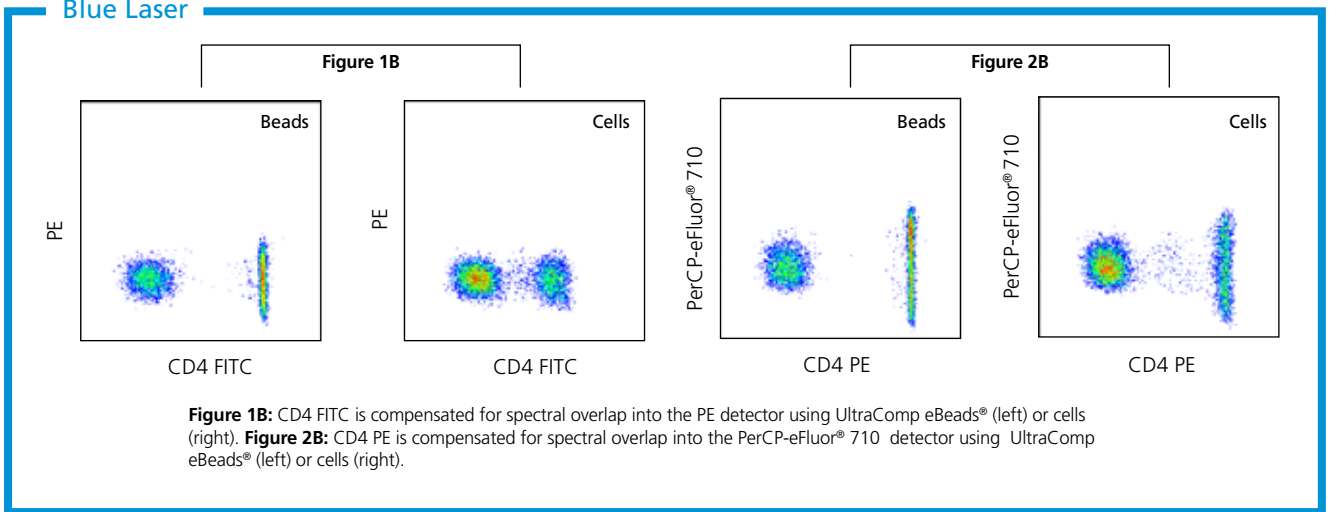 Blue Laser
Figure 1B
Figure 2B
Beads
Cells
Beads
Cells
PE
PE
PerCP-eFluor® 710
PerCP-eFluor® 710
CD4 FITC
CD4 FITC
CD4 PE
CD4 PE
Figure 1B: CD4 FITC is compensated for spectral overlap into the PE detector using UltraComp eBeads® (left) or cells
(right). Figure 2B: CD4 PE is compensated for spectral overlap into the PerCP-eFluor® 710 detector using UltraComp
eBeads® (left) or cells (right).